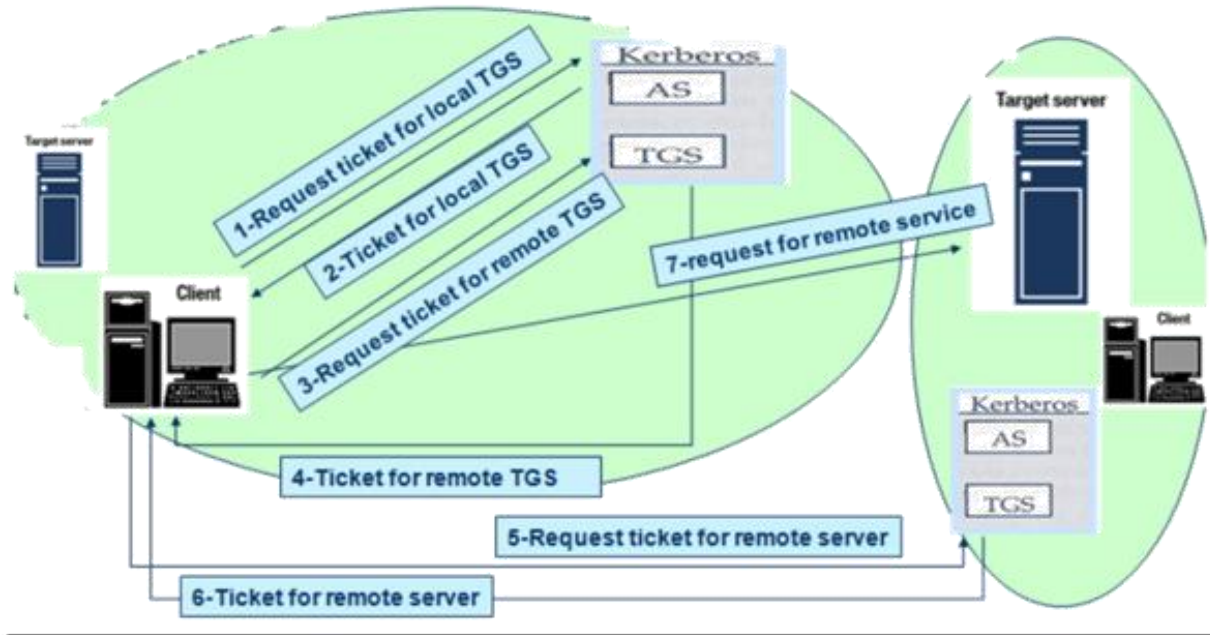 Kerberos
AS
TGS
Target server
Client
1-Request ticket for local TGS
2-Ticket for local TGS
3-Request ticket for remote TGS
7-request for remote service
4-Ticket for remote TGS
Target server
Client
Kerberos
AS
TGS
5-Request ticket for remote server
6-Ticket for remote server